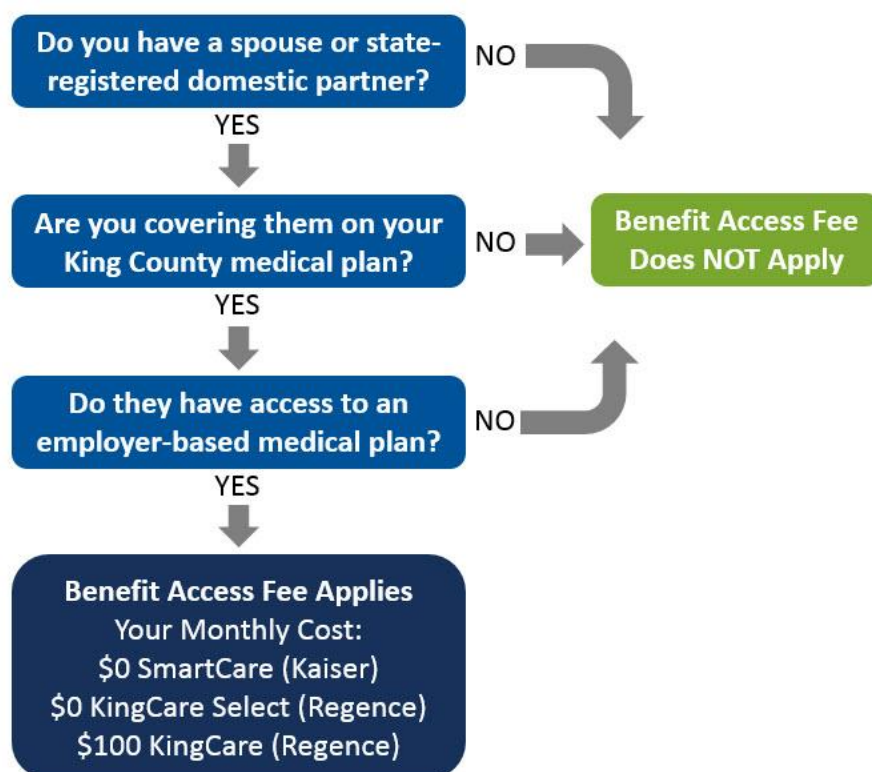 Do you have a spouse or state-
registered domestic partner?
NO
YES
Are you covering them on your
King County medical plan?
NO
Benefit Access Fee
Does NOT Apply
YES
Do they have access to an
employer-based medical plan?
NO
YES
Benefit Access Fee Applies
Your Monthly Cost:
$0 SmartCare (Kaiser)
$0 KingCare Select (Regence)
$100 KingCare (Regence)